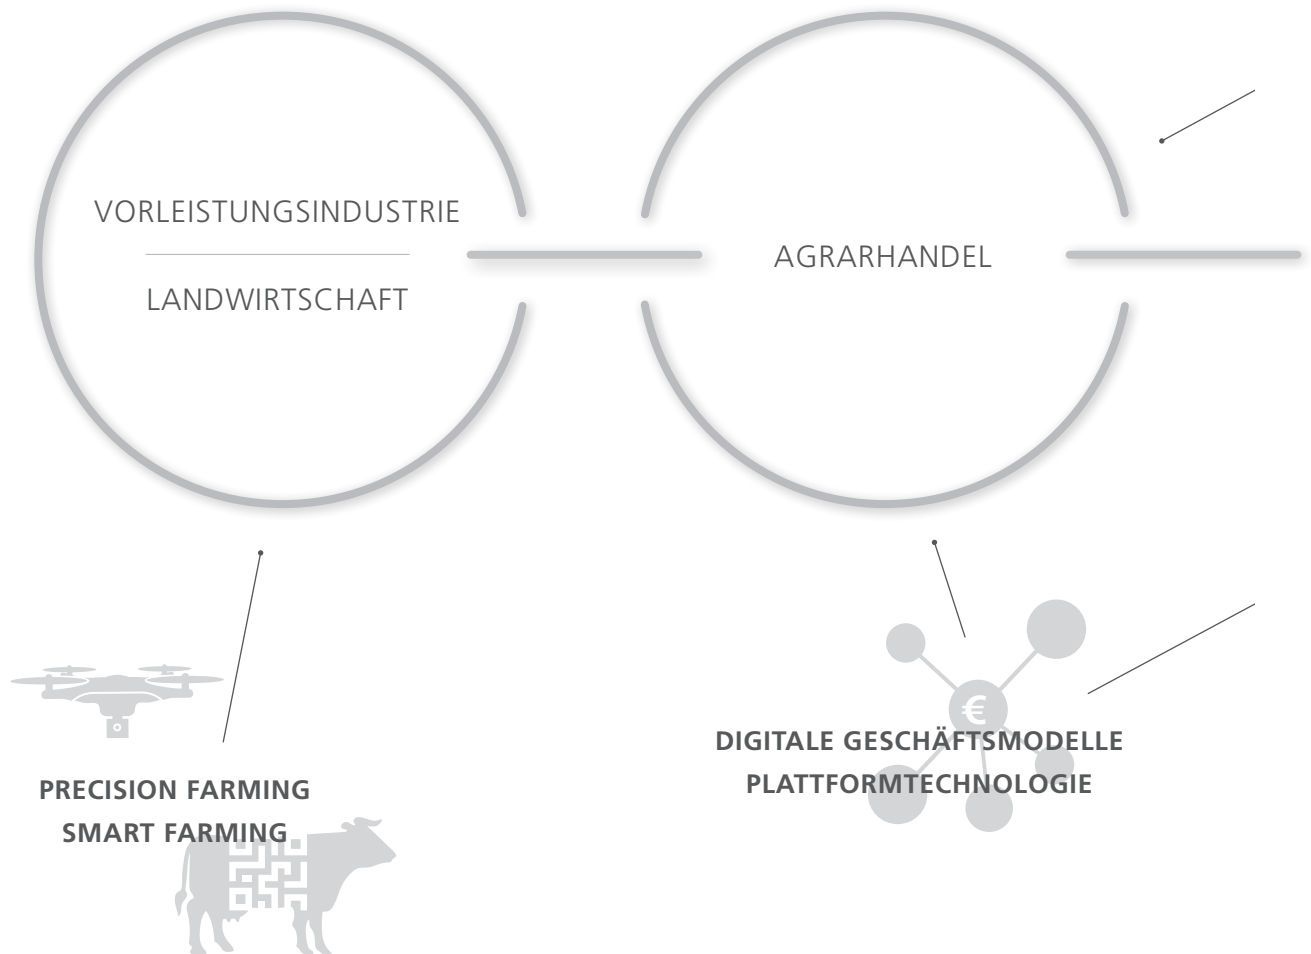 VORLEISTUNGSINDUSTRIE
LANDWIRTSCHAFT
AGRARHANDEL
€
DIGITALE GESCHÄFTSMODELLE
PLATTFORMTECHNOLOGIE
PRECISION FARMING
SMART FARMING